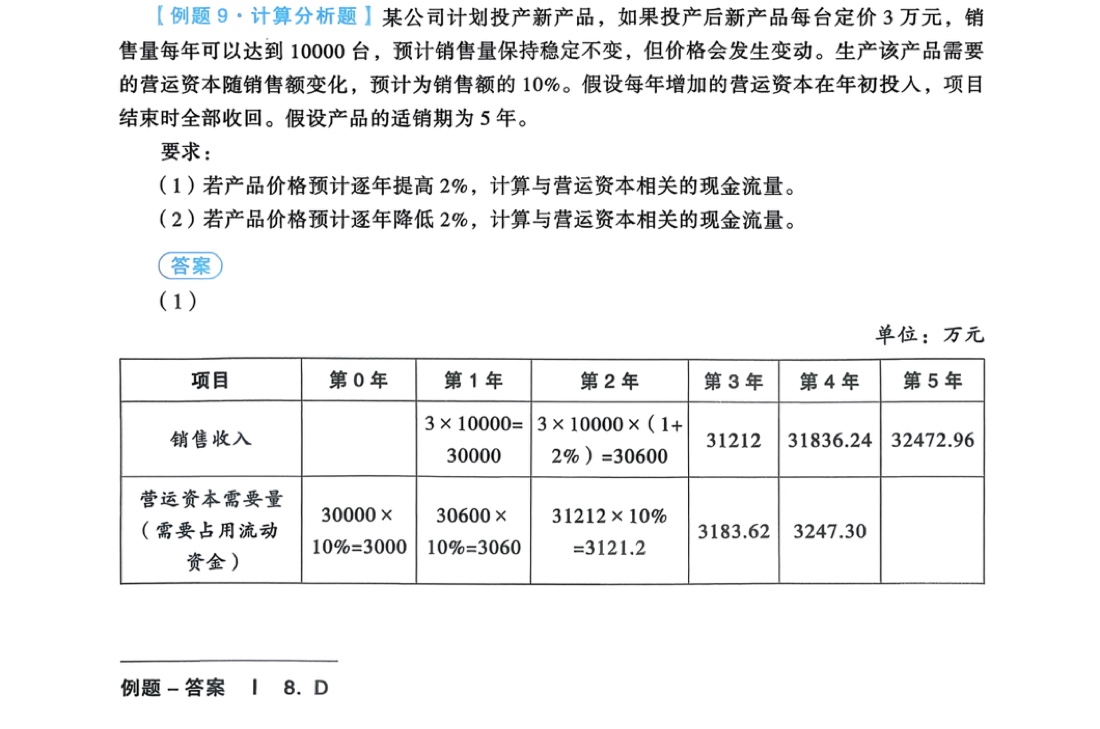 【例题9·计算分析题】某公司计划投产新产品，如果投产后新产品每台定价3万元，销
售量每年可以达到10000台，预计销售量保持稳定不变，但价格会发生变动。生产该产品需要
的营运资本随销售额变化，预计为销售额的10%。假设每年增加的营运资本在年初投入，项目
结束时全部收回。假设产品的适销期为5年。
要求：
（1）若产品价格预计逐年提高2%，计算与营运资本相关的现金流量。
（2）若产品价格预计逐年降低2%，计算与营运资本相关的现金流量。
答案
（1）
单位：万元
项目 第0年 第1年 第2年 第3年 第4年 第5年
销售收入 3×10000= 3×10000×（1+ 31212 31836.24 32472.96
30000 2%）=30600
营运资本需要量
（需要占用流动 30000× 30600× 31212×10% 3183.62 3247.30
资金） 10%=3000 10%=3060 =3121.2
例题–答案 | 8. D